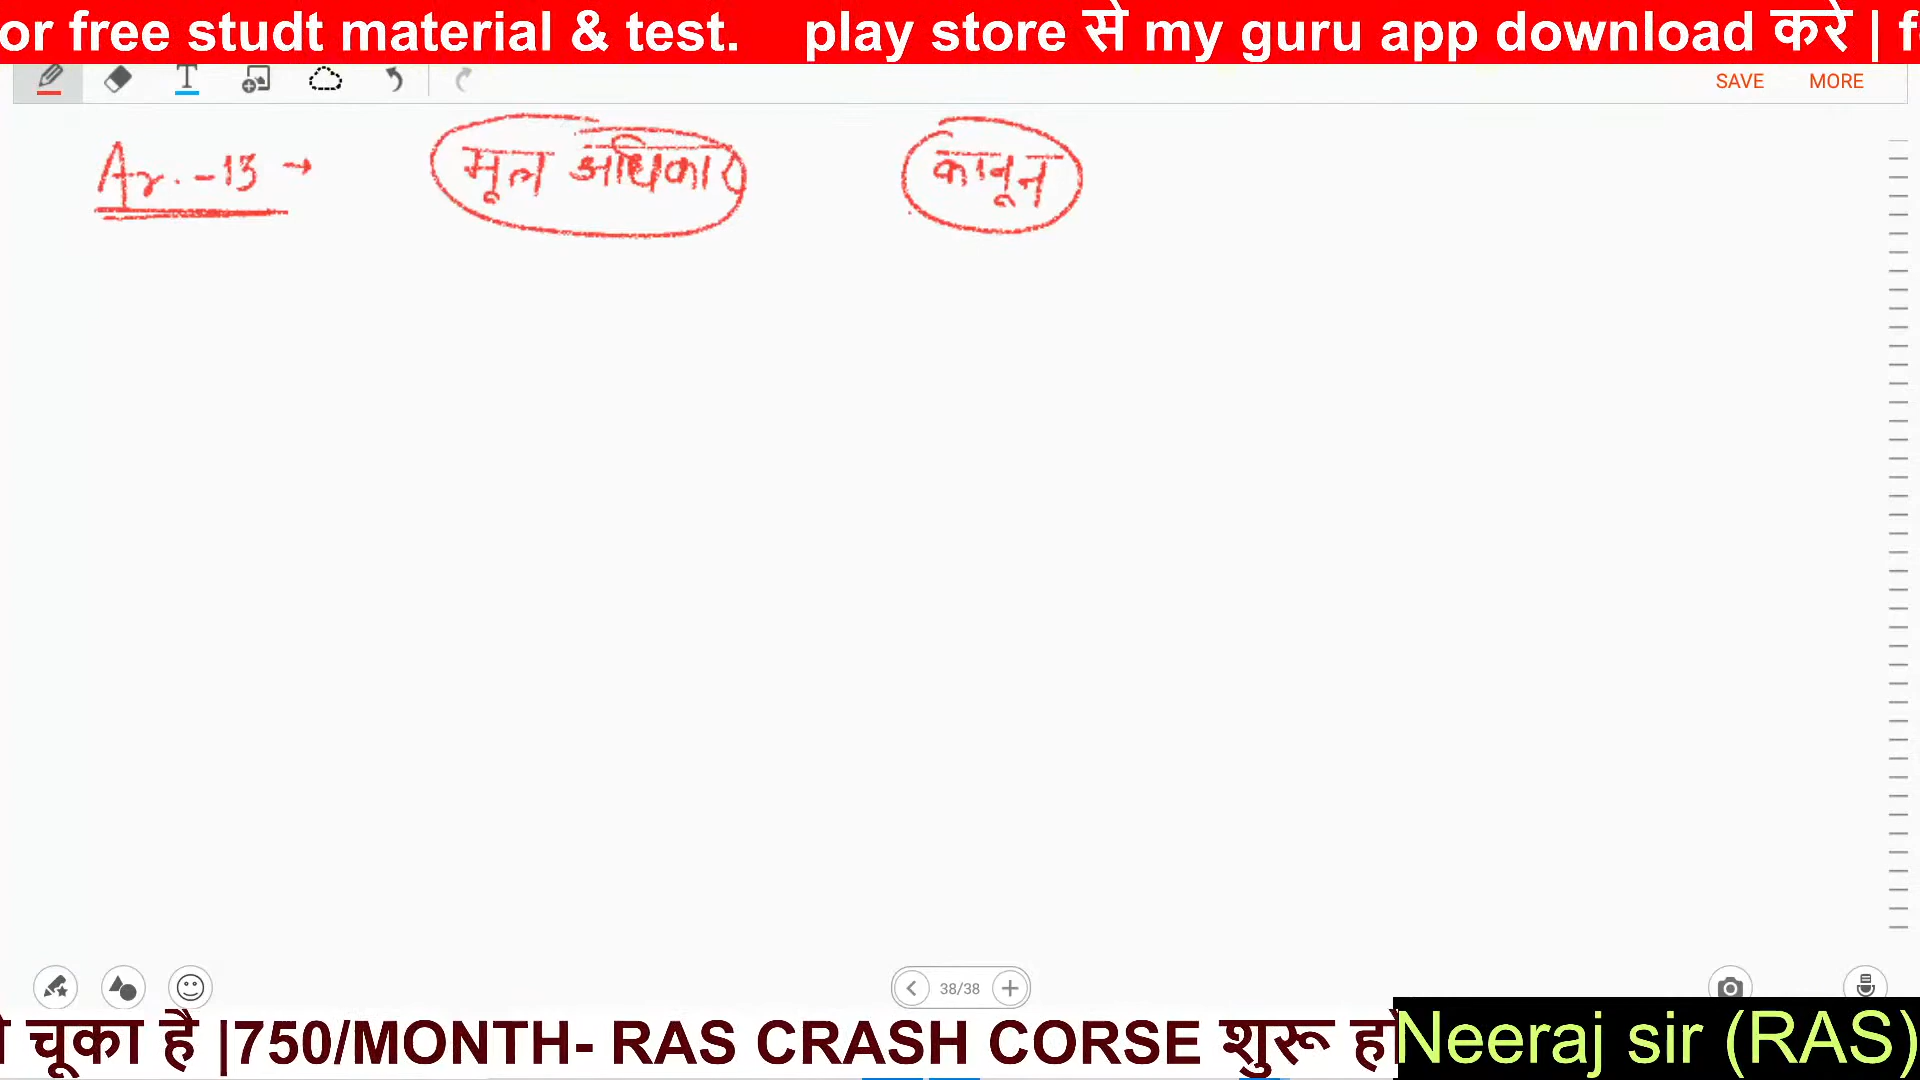 or free studt material & test. play store से my guru app download करे | f
T SAVE MORE
Ar.-13 → मूल अधिकार कानून
38/38
चूका है |750/MONTH- RAS CRASH CORSE शुरू
Neeraj sir (RAS)